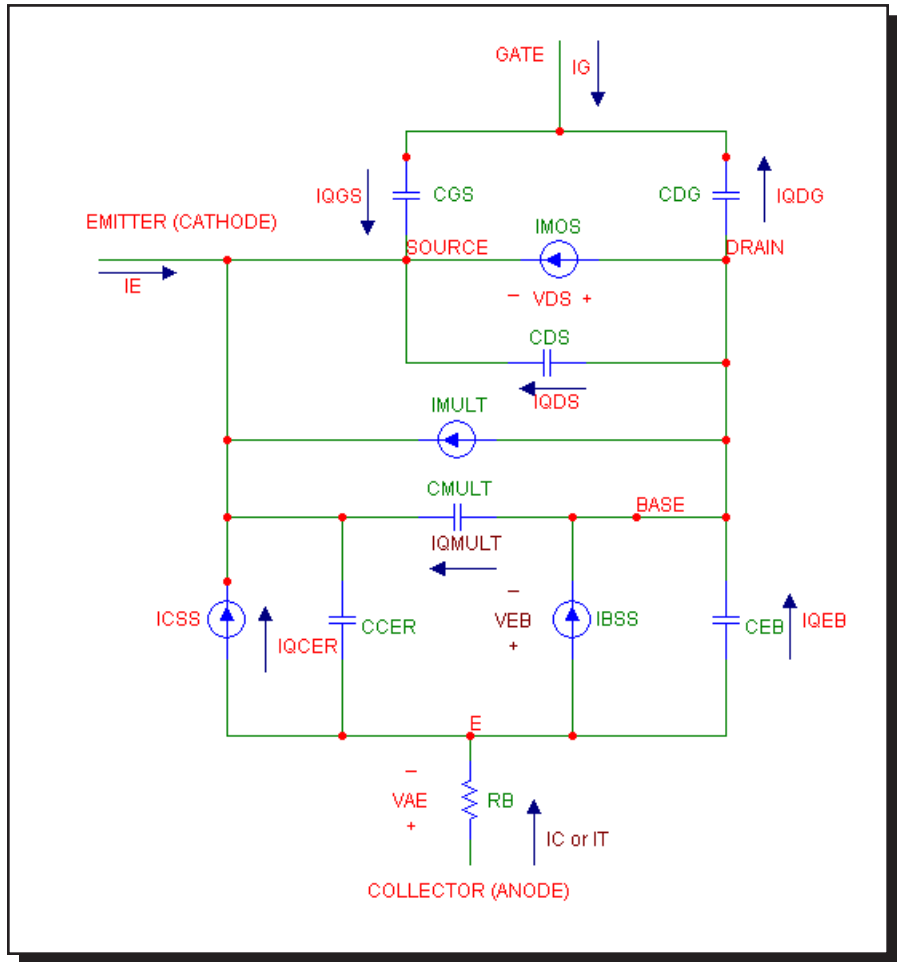 GATE
IG
IQGS
CGS
CDG
IQDG
EMITTER (CATHODE)
IMOS
SOURCE
DRAIN
IE
− VDS +
CDS
IQDS
IMULT
CMULT
BASE
IQMULT
−
VEB
+
ICSS
IQCER
CCER
IBSS
CEB
IQEB
E
−
VAE
+
RB
IC or IT
COLLECTOR (ANODE)